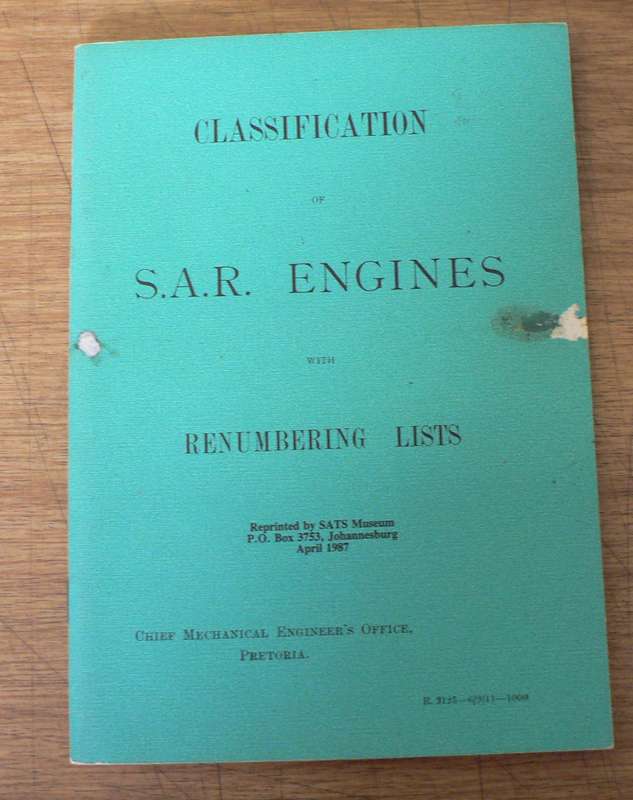 CLASSIFICATION
OF
S.A.R. ENGINES
WITH
RENUMBERING LISTS
Reprinted by SATS Museum
P.O. Box 3753, Johannesburg
April 1987
CHIEF MECHANICAL ENGINEER'S OFFICE,
PRETORIA.